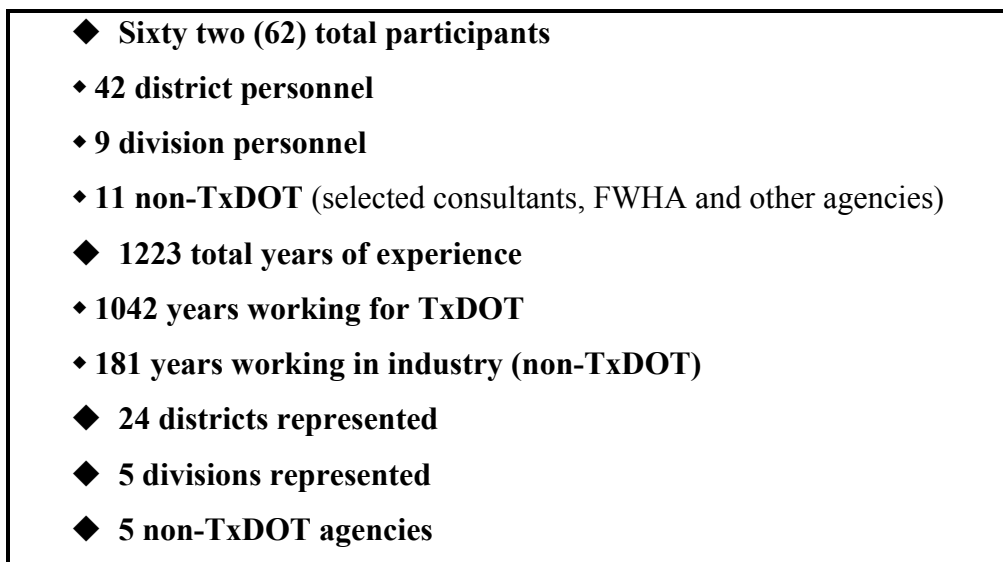 ◆ Sixty two (62) total participants
◆ 42 district personnel
◆ 9 division personnel
◆ 11 non-TxDOT (selected consultants, FWHA and other agencies)
◆ 1223 total years of experience
◆ 1042 years working for TxDOT
◆ 181 years working in industry (non-TxDOT)
◆ 24 districts represented
◆ 5 divisions represented
◆ 5 non-TxDOT agencies